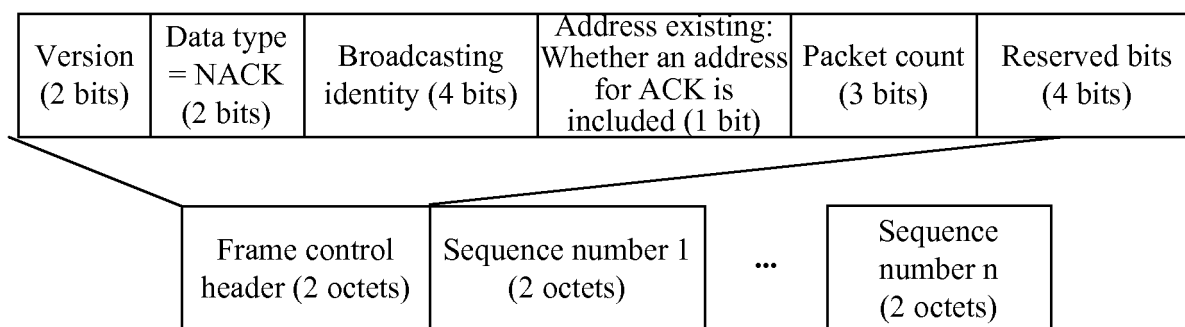 Version
(2 bits)
Data type
= NACK
(2 bits)
Broadcasting
identity (4 bits)
Address existing:
Whether an address
for ACK is
included (1 bit)
Packet count
(3 bits)
Reserved bits
(4 bits)
Frame control
header (2 octets)
Sequence number 1
(2 octets)
...
Sequence
number n
(2 octets)